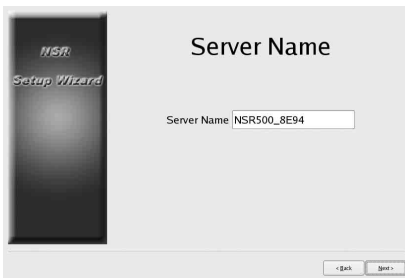 NSR
Setup Wizard
Server Name
Server Name NSR500_8E94
< Back
Next >